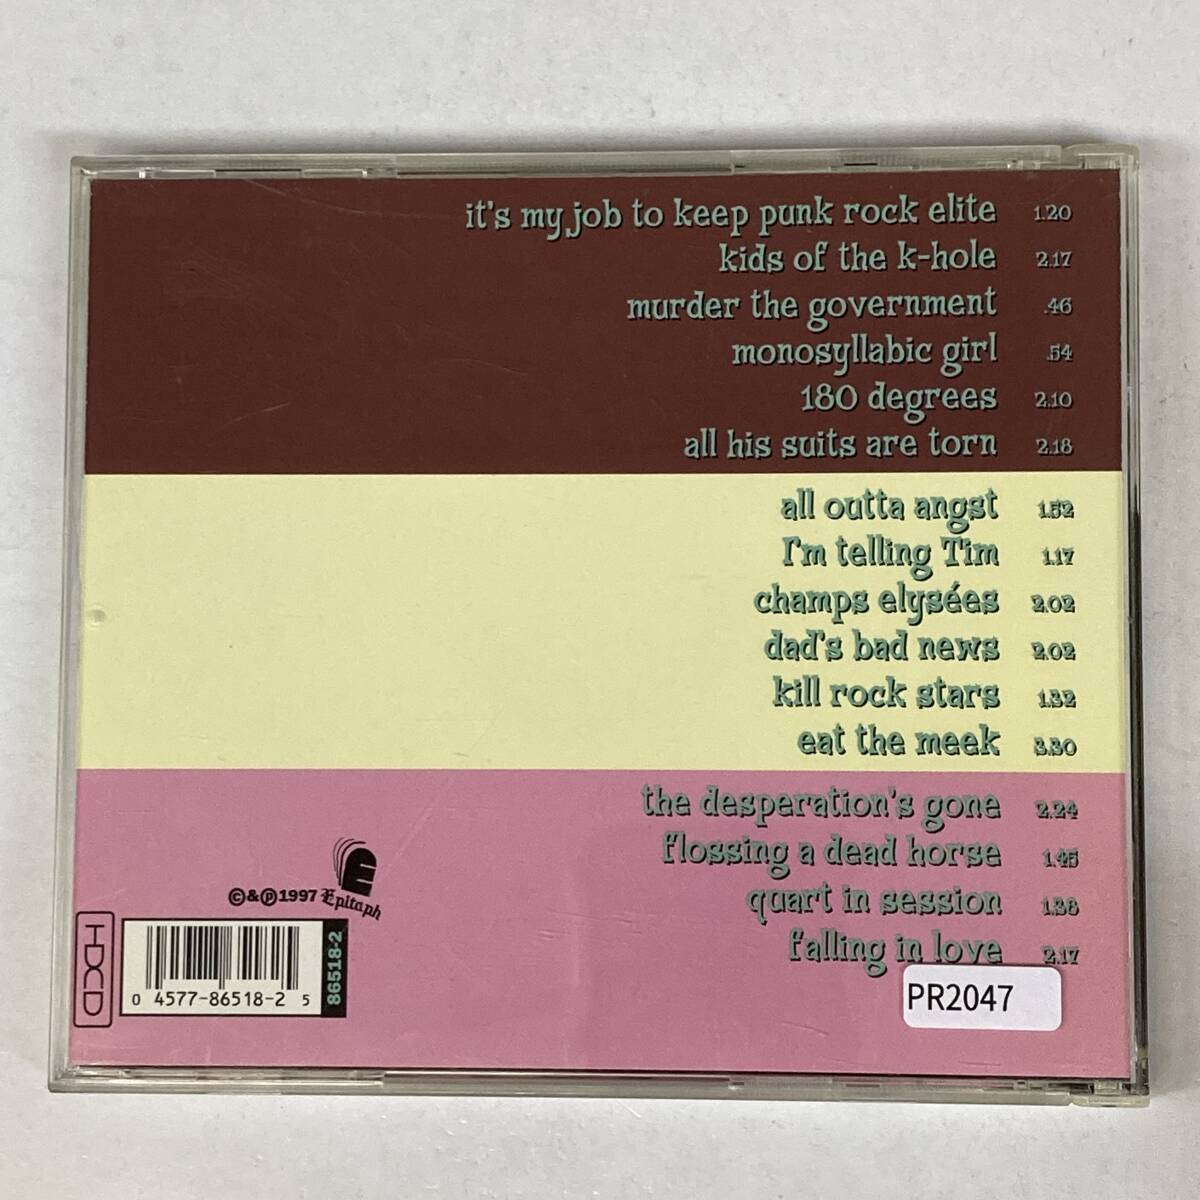 it's my job to keep punk rock elite 1.20
kids of the k-hole 2.17
murder the government .46
monosyllabic girl .54
180 degrees 2.10
all his suits are torn 2.18
all outta angst 1.52
I'm telling Tim 1.17
champs elysées 2.02
dad's bad news 2.02
kill rock stars 1.32
eat the meek 3.30
the desperation's gone 2.24
flossing a dead horse 1.45
quart in session 1.36
falling in love 2.17
©&℗1997 Epitaph
HDCD
0 4577-86518-2 5
86518-2
PR2047